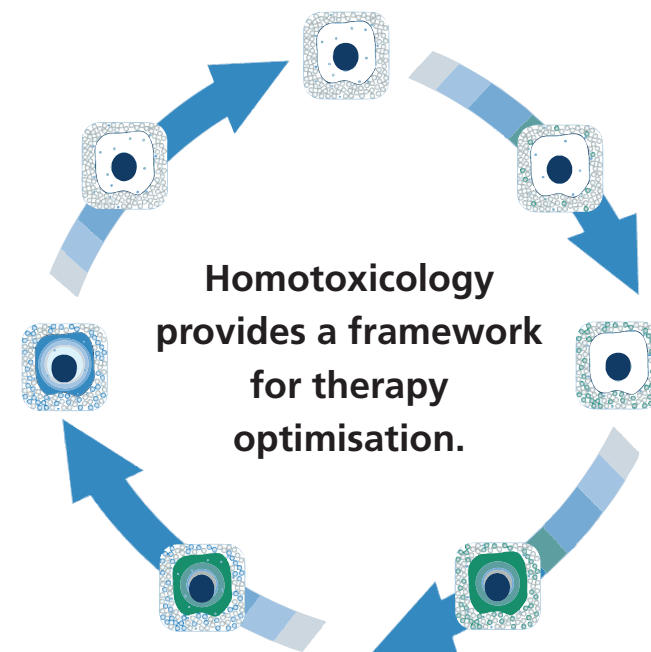 Homotoxicology
provides a framework
for therapy
optimisation.